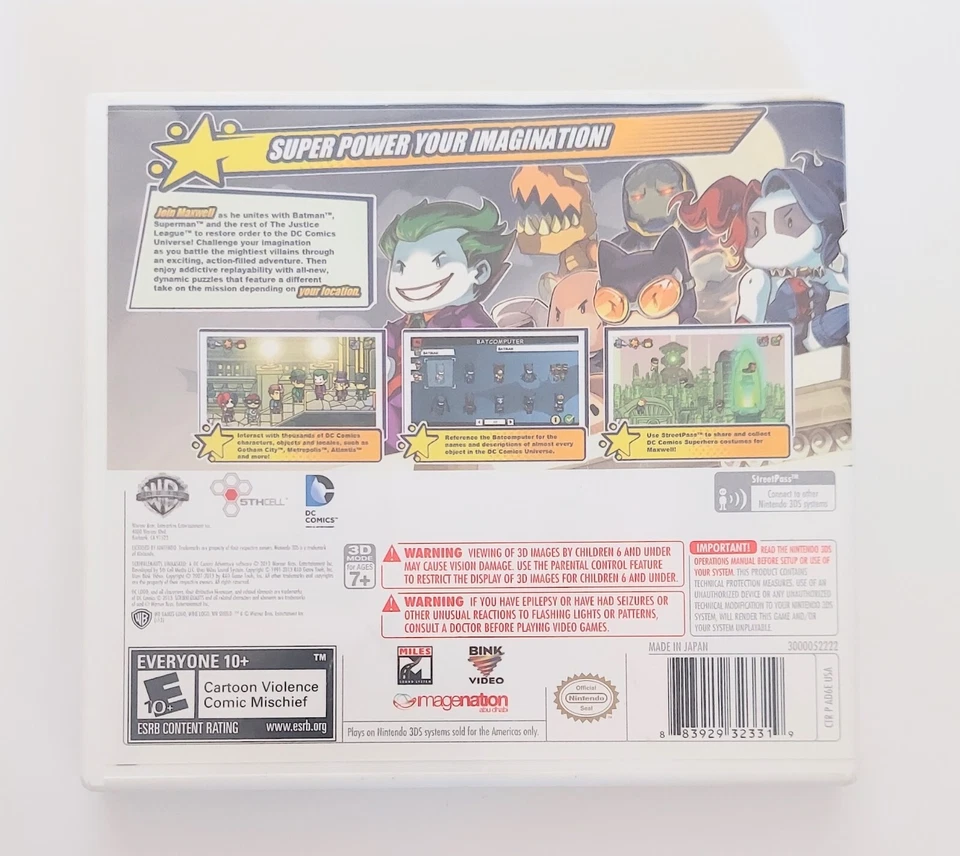 SUPER POWER YOUR IMAGINATION!
Join Maxwell as he unites with Batman™,
Superman™ and the rest of The Justice
League™ to restore order to the DC Comics
Universe! Challenge your imagination
as you battle the mightiest villains through
an exciting, action-filled adventure. Then
enjoy addictive replayability with all-new,
dynamic puzzles that feature a different
take on the mission depending on your location.
BATCOMPUTER
BATMAN
BATMAN
Interact with thousands of DC Comics
characters, objects and locales, such as
Gotham City™, Metropolis™, Atlantis™
and more!
Reference the Batcomputer for the
names and descriptions of almost every
object in the DC Comics Universe.
Use StreetPass™ to share and collect
DC Comics Superhero costumes for
Maxwell!
5TH CELL
DC
COMICS™
StreetPass™
Connect to other
Nintendo 3DS systems
3D
MODE
for AGES
7+
WARNING VIEWING OF 3D IMAGES BY CHILDREN 6 AND UNDER
MAY CAUSE VISION DAMAGE. USE THE PARENTAL CONTROL FEATURE
TO RESTRICT THE DISPLAY OF 3D IMAGES FOR CHILDREN 6 AND UNDER.
WARNING IF YOU HAVE EPILEPSY OR HAVE HAD SEIZURES OR
OTHER UNUSUAL REACTIONS TO FLASHING LIGHTS OR PATTERNS,
CONSULT A DOCTOR BEFORE PLAYING VIDEO GAMES.
IMPORTANT! READ THE NINTENDO 3DS
OPERATIONS MANUAL BEFORE SETUP OR USE OF
YOUR SYSTEM. THIS PRODUCT CONTAINS
TECHNICAL PROTECTION MEASURES. USE OF AN
UNAUTHORIZED DEVICE OR ANY UNAUTHORIZED
TECHNICAL MODIFICATION TO YOUR NINTENDO 3DS
SYSTEM, WILL RENDER THIS GAME AND/OR
YOUR SYSTEM UNPLAYABLE.
MADE IN JAPAN
3000052222
EVERYONE 10+ ™
E
10+
Cartoon Violence
Comic Mischief
ESRB CONTENT RATING www.esrb.org
MILES
SOUND SYSTEM
BINK
VIDEO
imagenation
abu dhabi
Official
Nintendo
Seal
Plays on Nintendo 3DS systems sold for the Americas only.
8 83929 32331 9
CTR P AD6E USA